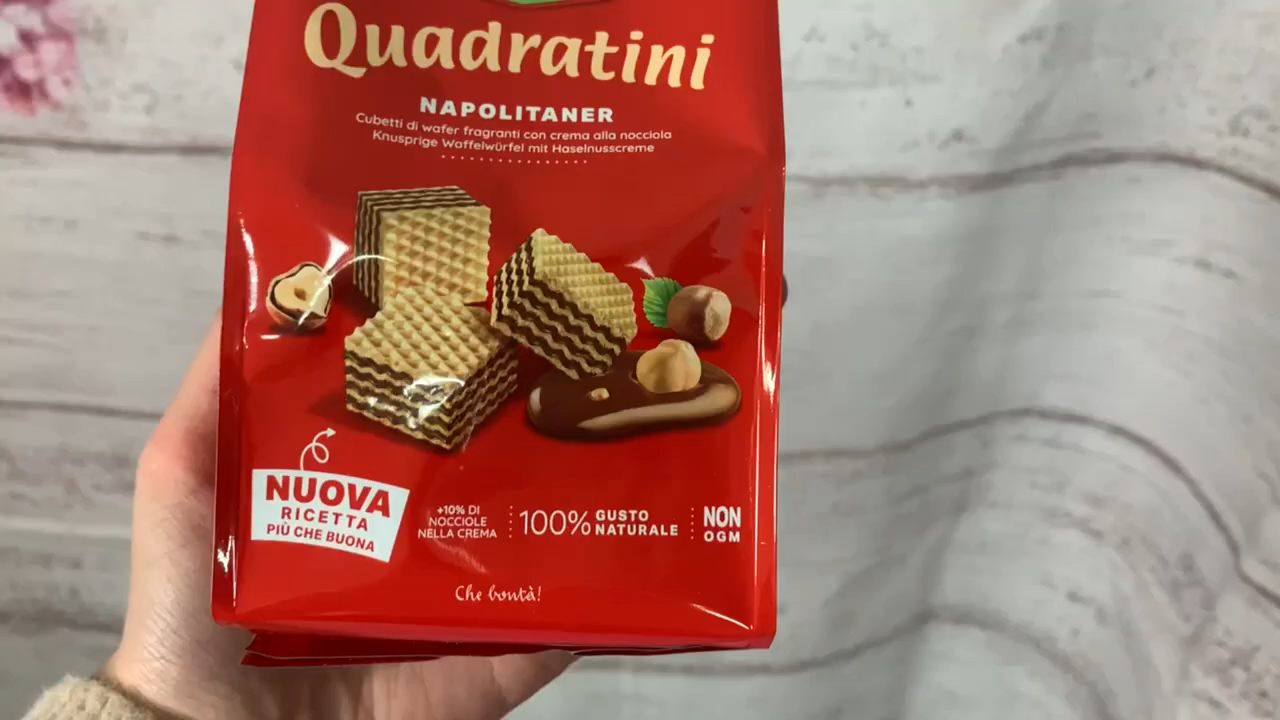 Quadratini
NAPOLITANER
Cubetti di wafer fragranti con crema alla nocciola
Knusprige Waffelwürfel mit Haselnusscreme
NUOVA
RICETTA
PIÙ CHE BUONA
+10% DI
NOCCIOLE
NELLA CREMA
100% GUSTO
NATURALE
NON
OGM
Che bontà!